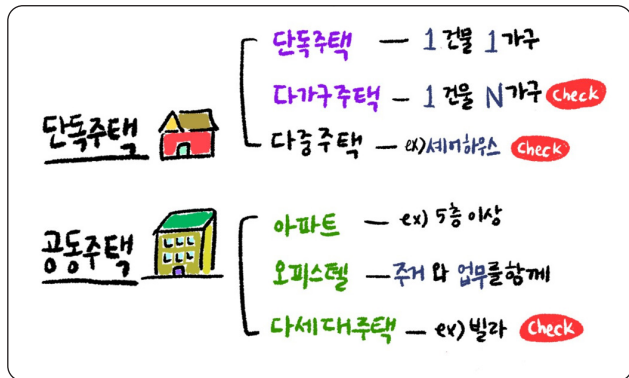 단독주택
단독주택 — 1건물 1가구
다가구주택 — 1건물 N가구 Check
다중주택 — ex)셰어하우스 Check
공동주택
아파트 — ex) 5층 이상
오피스텔 — 주거와 업무를 함께
다세대주택 — ex) 빌라 Check